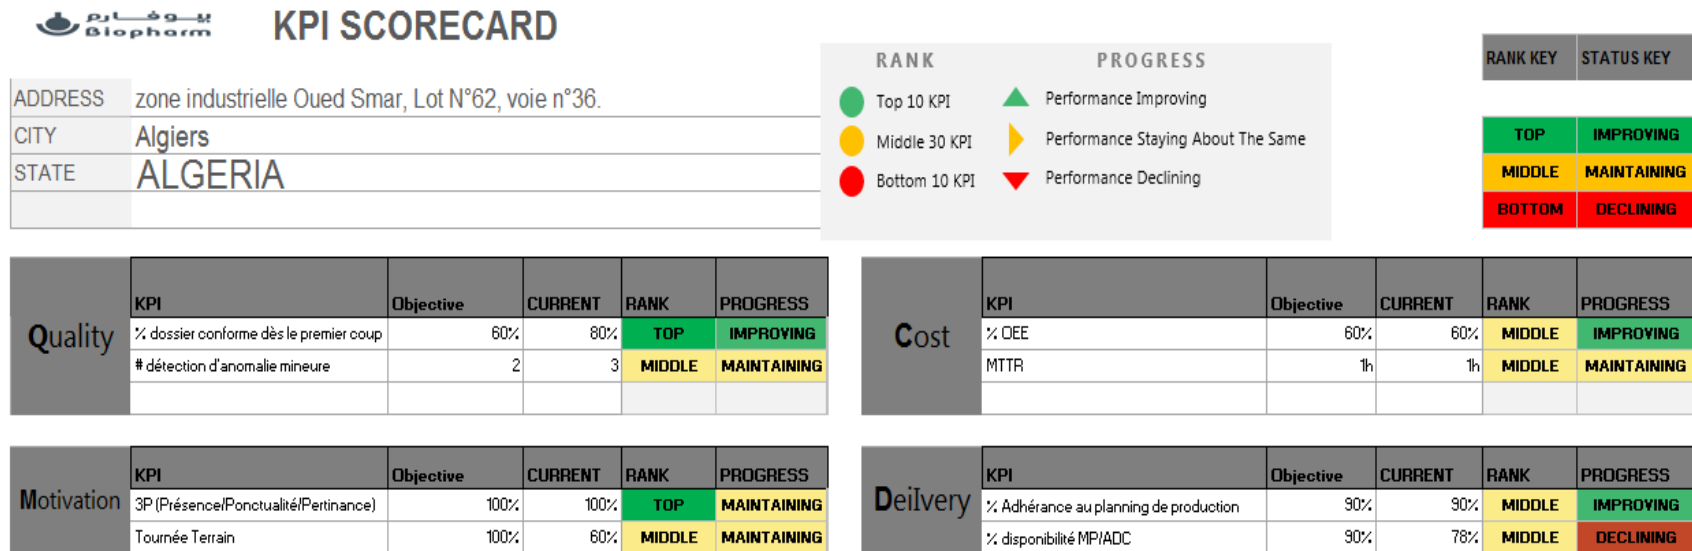 بيوفارم
Biopharm
KPI SCORECARD
ADDRESS zone industrielle Oued Smar, Lot N°62, voie n°36.
CITY Algiers
STATE ALGERIA
RANK PROGRESS
Top 10 KPI Performance Improving
Middle 30 KPI Performance Staying About The Same
Bottom 10 KPI Performance Declining
RANK KEY STATUS KEY
TOP IMPROVING
MIDDLE MAINTAINING
BOTTOM DECLINING
Quality
KPI Objective CURRENT RANK PROGRESS
% dossier conforme dès le premier coup 60% 80% TOP IMPROVING
# détection d'anomalie mineure 2 3 MIDDLE MAINTAINING
Cost
KPI Objective CURRENT RANK PROGRESS
% OEE 60% 60% MIDDLE IMPROVING
MTTR 1h 1h MIDDLE MAINTAINING
Motivation
KPI Objective CURRENT RANK PROGRESS
3P (Présence/Ponctualité/Pertinance) 100% 100% TOP MAINTAINING
Tournée Terrain 100% 60% MIDDLE MAINTAINING
DeilVery
KPI Objective CURRENT RANK PROGRESS
% Adhérance au planning de production 90% 90% MIDDLE IMPROVING
% disponibilité MP/ADC 90% 78% MIDDLE DECLINING